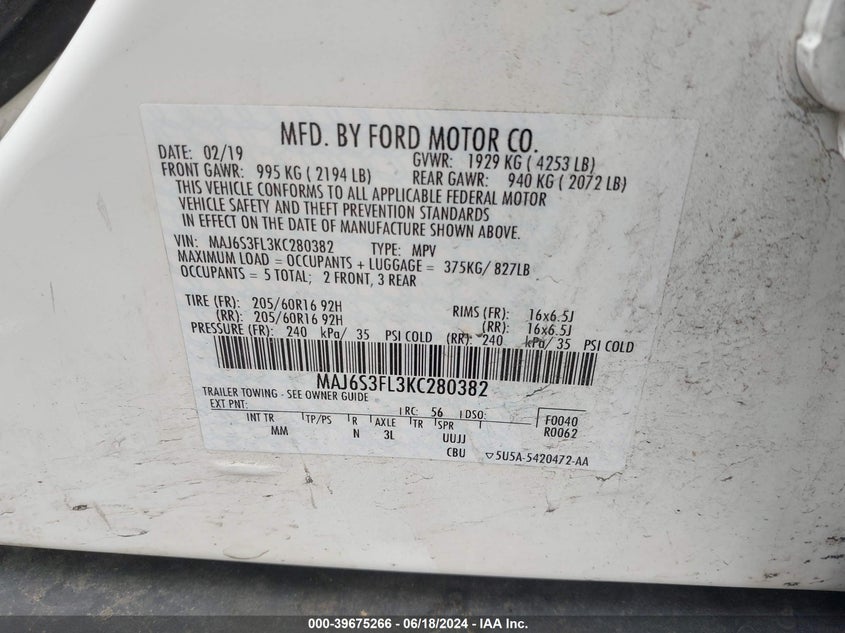 MFD. BY FORD MOTOR CO.
DATE: 02/19 GVWR: 1929 KG ( 4253 LB)
FRONT GAWR: 995 KG ( 2194 LB) REAR GAWR: 940 KG ( 2072 LB)
THIS VEHICLE CONFORMS TO ALL APPLICABLE FEDERAL MOTOR
VEHICLE SAFETY AND THEFT PREVENTION STANDARDS
IN EFFECT ON THE DATE OF MANUFACTURE SHOWN ABOVE.
VIN: MAJ6S3FL3KC280382 TYPE: MPV
MAXIMUM LOAD = OCCUPANTS + LUGGAGE = 375KG/ 827LB
OCCUPANTS = 5 TOTAL; 2 FRONT, 3 REAR
TIRE (FR): 205/60R16 92H RIMS (FR): 16x6.5J
(RR): 205/60R16 92H (RR): 16x6.5J
PRESSURE (FR): 240 kPa/ 35 PSI COLD (RR): 240 kPa/ 35 PSI COLD
MAJ6S3FL3KC280382
TRAILER TOWING - SEE OWNER GUIDE
EXT PNT: RC: 56 DSO: F0040
INT TR TP/PS R AXLE TR SPR R0062
MM N 3L UUJJ
CBU 5U5A-5420472-AA
000-39675266 - 06/18/2024 - IAA Inc.